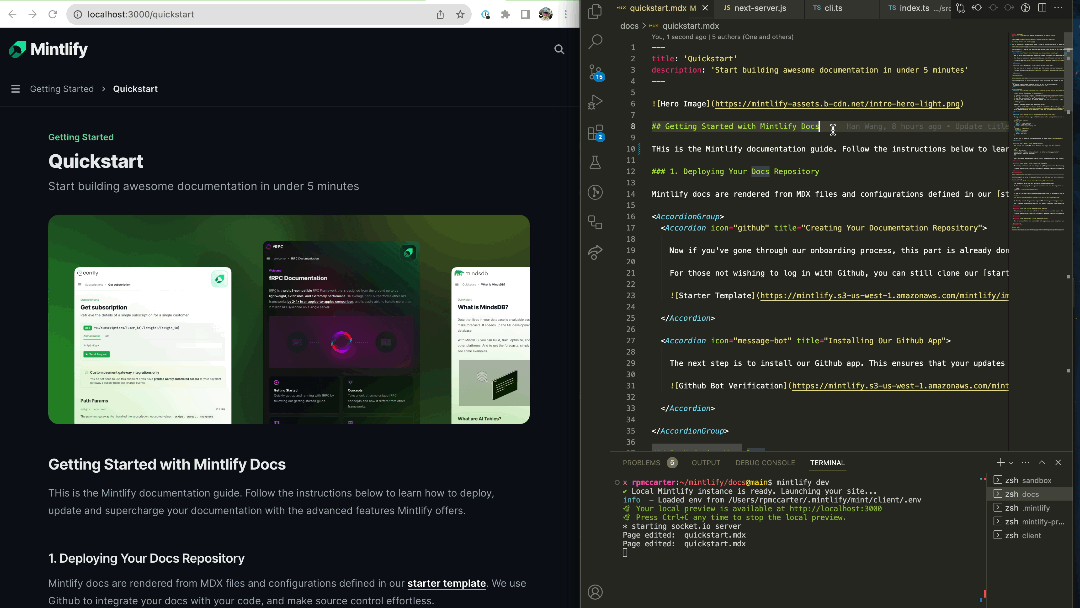 localhost:3000/quickstart
Mintlify
Getting Started > Quickstart
Getting Started
Quickstart
Start building awesome documentation in under 5 minutes
Get subscription
tRPC Documentation
What is MindsDB?
Getting Started
Path Params
What are AI Tables?
Getting Started with Mintlify Docs
This is the Mintlify documentation guide. Follow the instructions below to learn how to deploy,
update and supercharge your documentation with the advanced features Mintlify offers.
1. Deploying Your Docs Repository
Mintlify docs are rendered from MDX files and configurations defined in our starter template. We use
Github to integrate your docs with your code, and make source control effortless.
quickstart.mdx M
next-server.js
cli.ts
index.ts .../src
docs > quickstart.mdx
You, 1 second ago | 5 authors (One and others)
1 ---
2 title: 'Quickstart'
3 description: 'Start building awesome documentation in under 5 minutes'
4 ---
5
6 ![Hero Image](https://mintlify-assets.b-cdn.net/intro-hero-light.png)
7
8 ## Getting Started with Mintlify Docs Han Wang, 8 hours ago • Update title
9
10 This is the Mintlify documentation guide. Follow the instructions below to lear
11
12 ### 1. Deploying Your Docs Repository
13
14 Mintlify docs are rendered from MDX files and configurations defined in our [st
15
16 <AccordionGroup>
17 <Accordion icon="github" title="Creating Your Documentation Repository">
18
19 Now if you've gone through our onboarding process, this part is already don
20
21 For those not wishing to log in with Github, you can still clone our [start
22
23 ![Starter Template](https://mintlify.s3-us-west-1.amazonaws.com/mintlify/im
24
25 </Accordion>
26
27 <Accordion icon="message-bot" title="Installing Our Github App">
28
29 The next step is to install our Github app. This ensures that your updates
30
31 ![Github Bot Verification](https://mintlify.s3-us-west-1.amazonaws.com/mint
32
33 </Accordion>
34
35 </AccordionGroup>
36
15
2
PROBLEMS 5 OUTPUT DEBUG CONSOLE TERMINAL
x rpmccarter:~/mintlify/docs@main$ mintlify dev
✔ Local Mintlify instance is ready. Launching your site...
info - Loaded env from /Users/rpmccarter/.mintlify/mint/client/.env
🌿 Your local preview is available at http://localhost:3000
🌿 Press Ctrl+C any time to stop the local preview.
* starting socket.io server
Page edited: quickstart.mdx
Page edited: quickstart.mdx
zsh sandbox
zsh docs
zsh .mintlify
zsh mintlify-pr...
zsh client